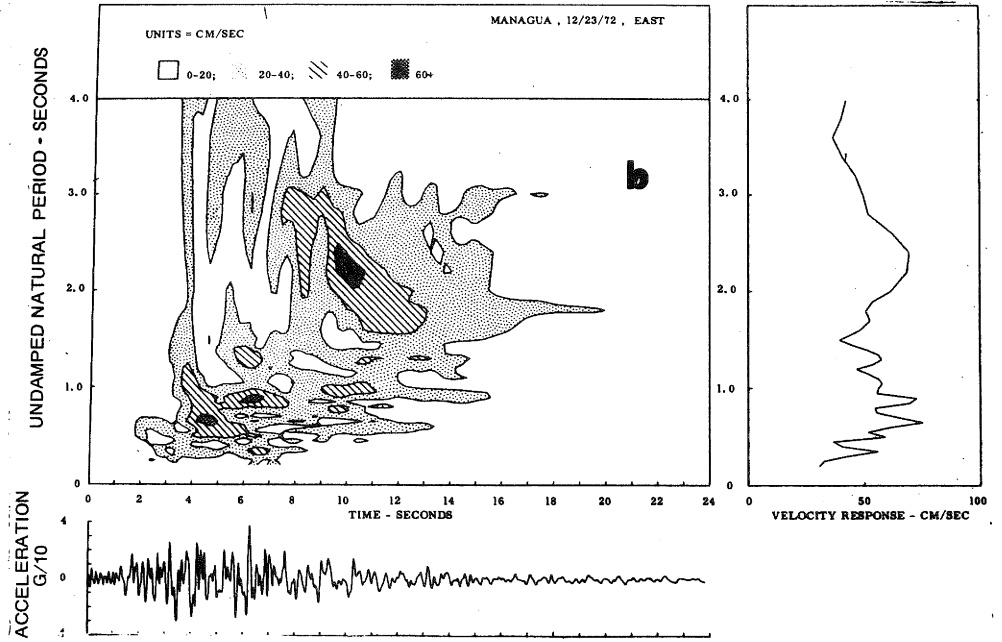 MANAGUA , 12/23/72 , EAST
UNITS = CM/SEC
0-20; 20-40; 40-60; 60+
UNDAMPED NATURAL PERIOD - SECONDS
4.0
3.0
2.0
1.0
0
b
0 2 4 6 8 10 12 14 16 18 20 22 24
TIME - SECONDS
4.0
3.0
2.0
1.0
0
0 50 100
VELOCITY RESPONSE - CM/SEC
ACCELERATION
G/10
4
0